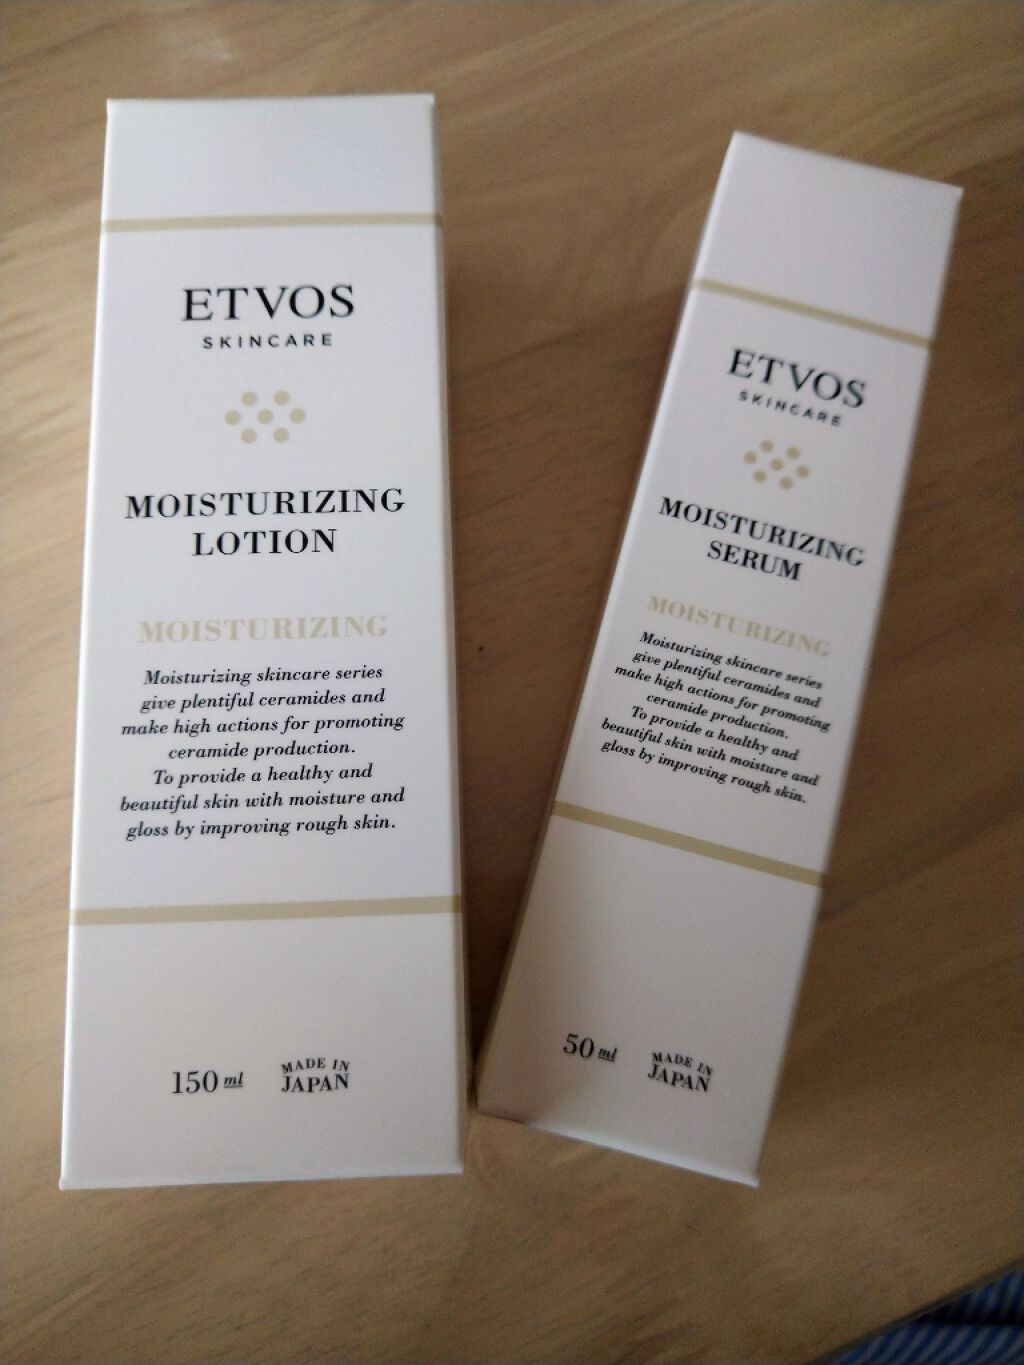 ETVOS
SKINCARE
MOISTURIZING
LOTION
MOISTURIZING
Moisturizing skincare series
give plentiful ceramides and
make high actions for promoting
ceramide production.
To provide a healthy and
beautiful skin with moisture and
gloss by improving rough skin.
150 ml
MADE IN
JAPAN
ETVOS
SKINCARE
MOISTURIZING
SERUM
MOISTURIZING
Moisturizing skincare series
give plentiful ceramides and
make high actions for promoting
ceramide production.
To provide a healthy and
beautiful skin with moisture and
gloss by improving rough skin.
50 ml
MADE IN
JAPAN